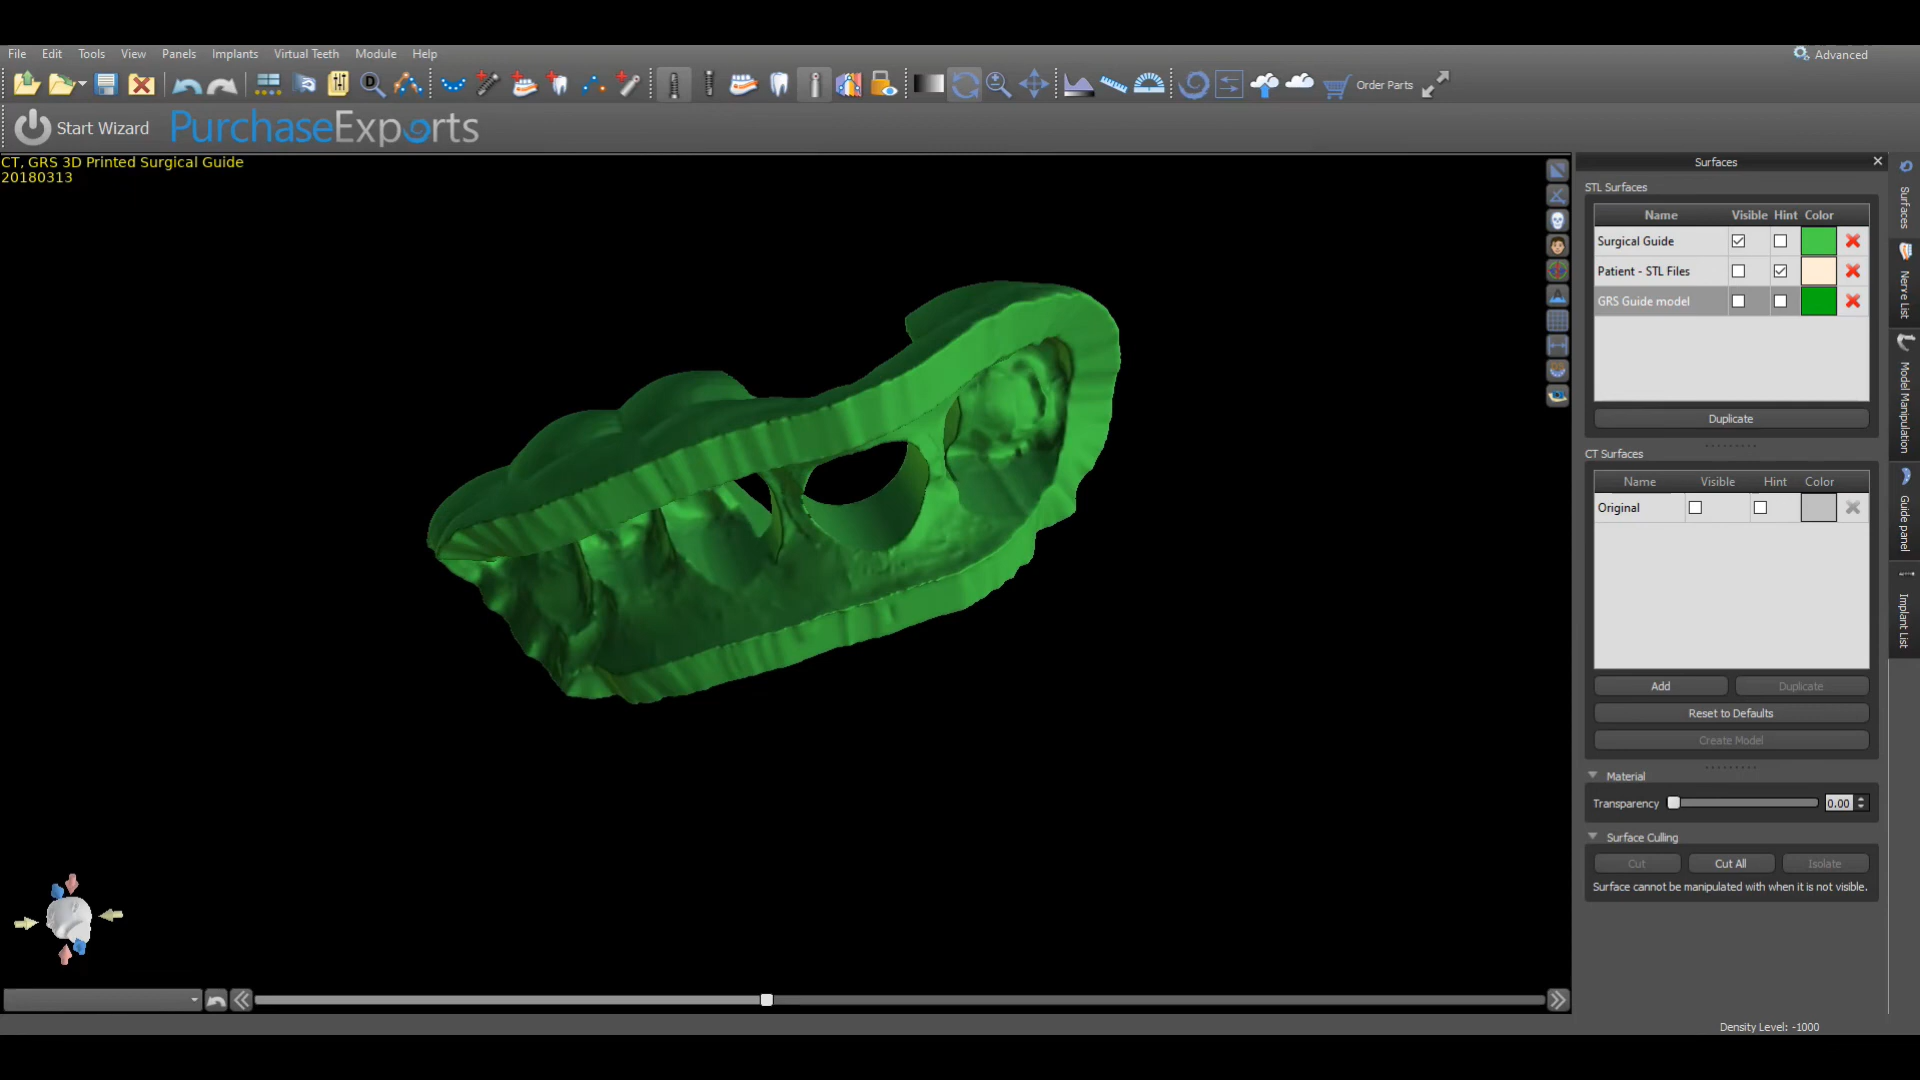 File Edit Tools View Panels Implants Virtual Teeth Module Help
Advanced
Order Parts
Start Wizard PurchaseExports
CT, GRS 3D Printed Surgical Guide
20180313
Surfaces
STL Surfaces
Name Visible Hint Color
Surgical Guide
Patient - STL Files
GRS Guide model
Duplicate
CT Surfaces
Name Visible Hint Color
Original
Add Duplicate
Reset to Defaults
Create Model
Material
Transparency 0.00
Surface Culling
Cut Cut All Isolate
Surface cannot be manipulated with when it is not visible.
Surfaces
Nerve List
Model Manipulation
Guide panel
Implant List
Density Level: -1000